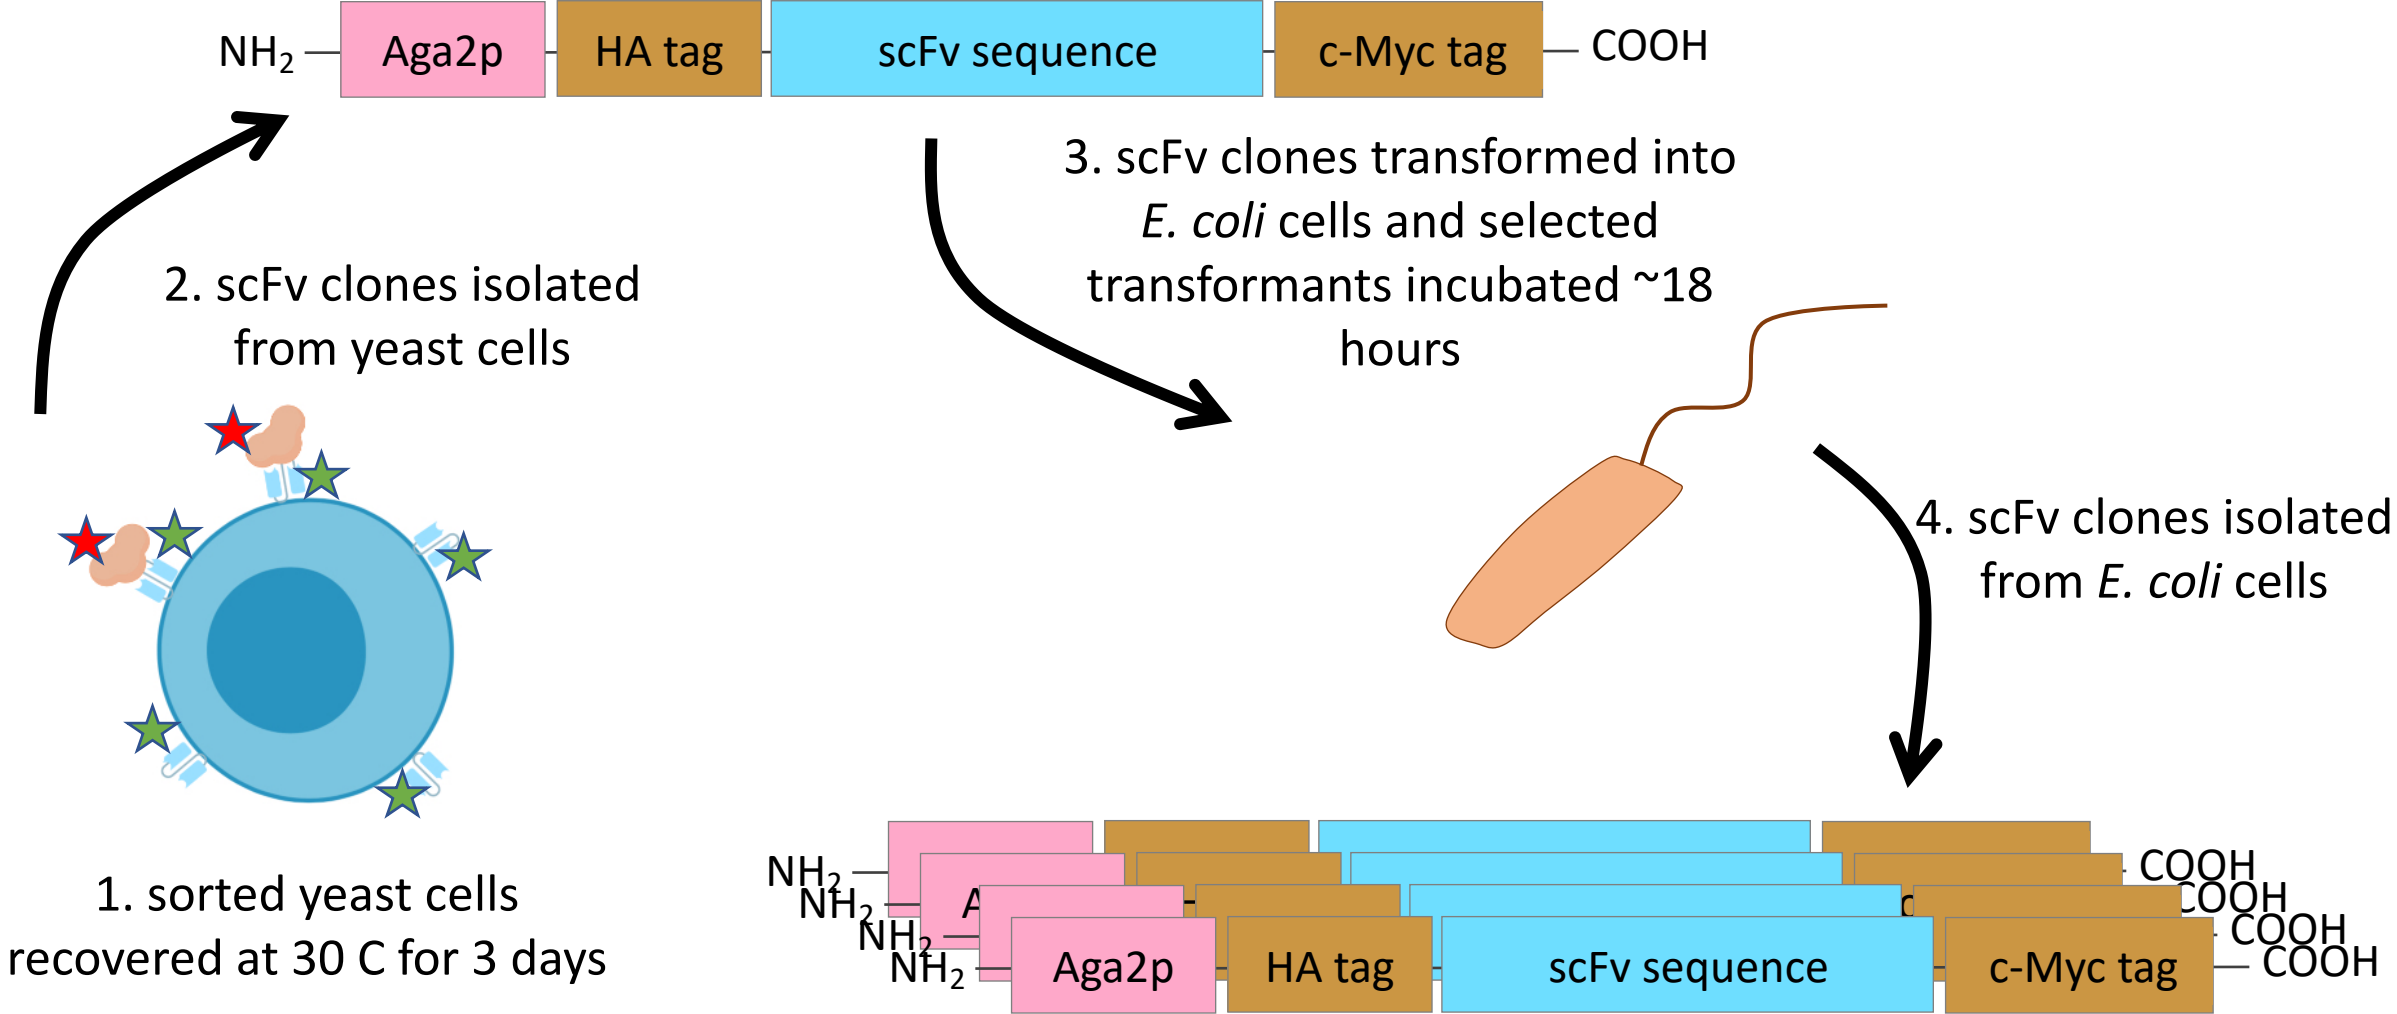 NH2 Aga2p HA tag scFv sequence c-Myc tag COOH
3. scFv clones transformed into
E. coli cells and selected
transformants incubated ~18
hours
2. scFv clones isolated
from yeast cells
4. scFv clones isolated
from E. coli cells
1. sorted yeast cells
recovered at 30 C for 3 days
NH2 COOH
NH2 COOH
NH2 COOH
NH2 Aga2p HA tag scFv sequence c-Myc tag COOH